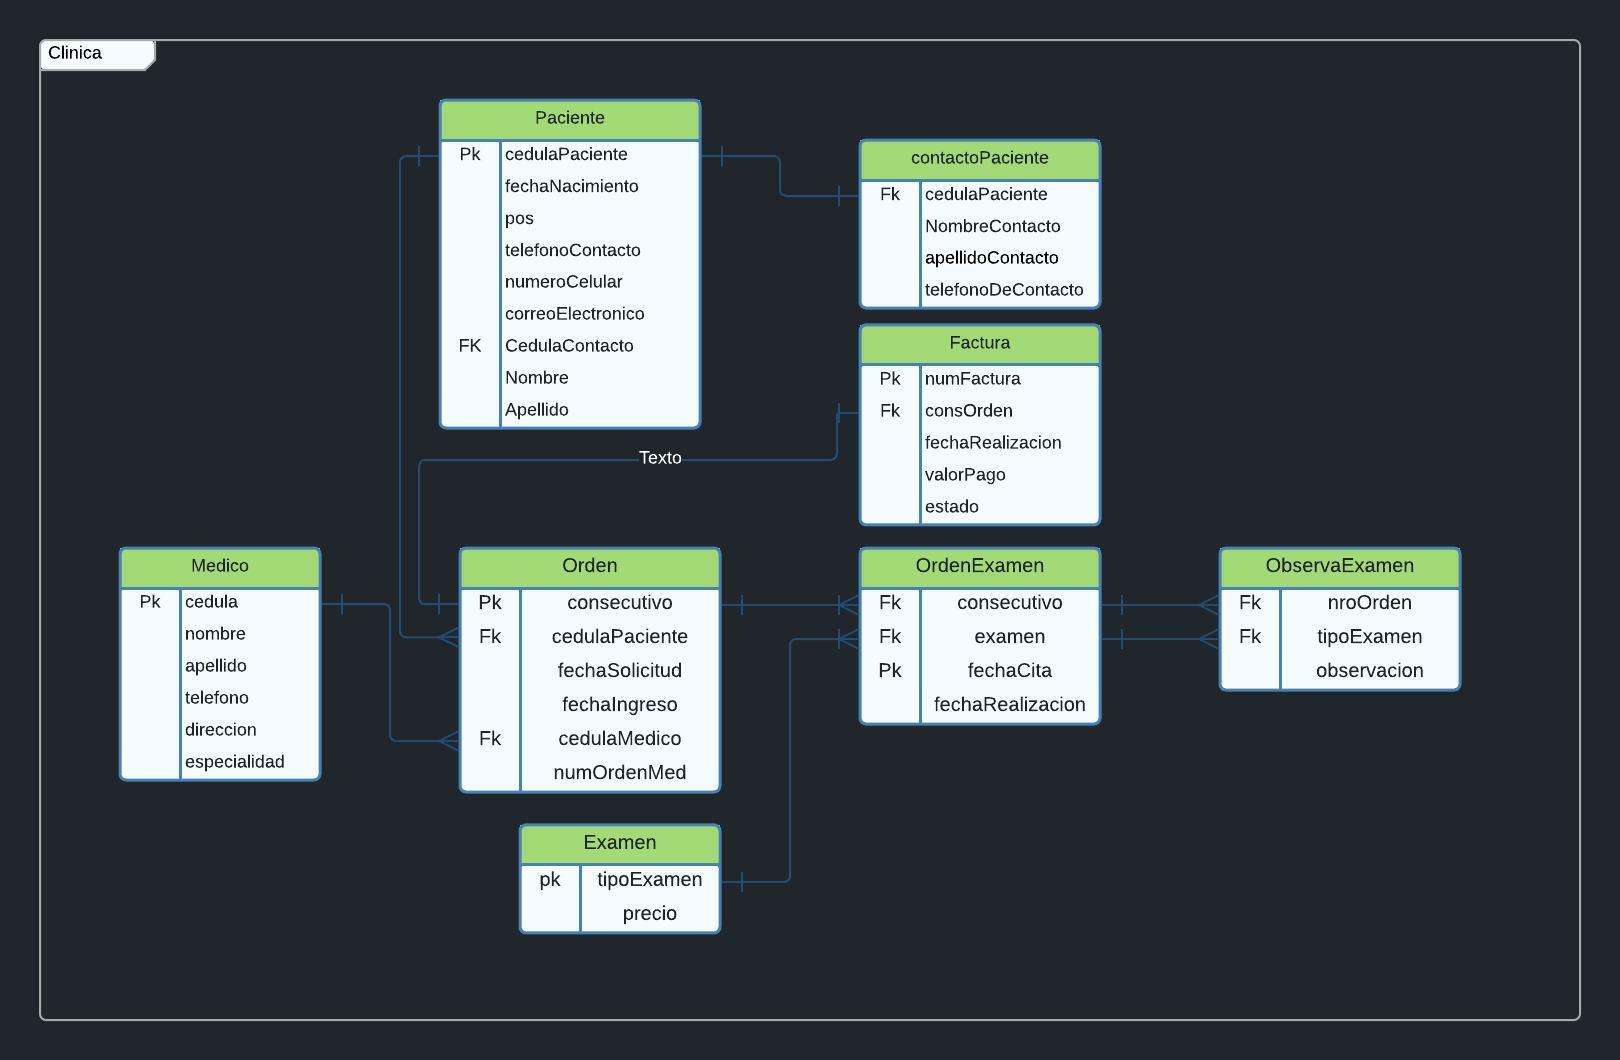 Clinica
Paciente
Pk cedulaPaciente
fechaNacimiento
pos
telefonoContacto
numeroCelular
correoElectronico
FK CedulaContacto
Nombre
Apellido
contactoPaciente
Fk cedulaPaciente
NombreContacto
apellidoContacto
telefonoDeContacto
Factura
Pk numFactura
Fk consOrden
fechaRealizacion
valorPago
estado
Texto
Medico
Pk cedula
nombre
apellido
telefono
direccion
especialidad
Orden
Pk consecutivo
Fk cedulaPaciente
fechaSolicitud
fechaIngreso
Fk cedulaMedico
numOrdenMed
OrdenExamen
Fk consecutivo
Fk examen
Pk fechaCita
fechaRealizacion
ObservaExamen
Fk nroOrden
Fk tipoExamen
observacion
Examen
pk tipoExamen
precio